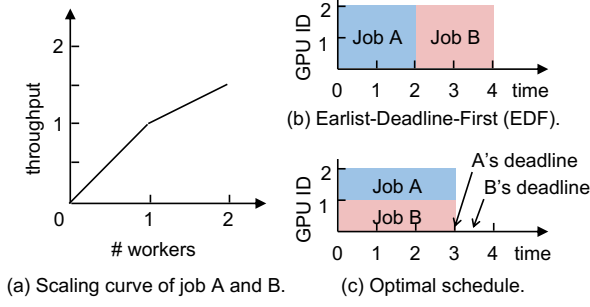 throughput
2
1
0
1
2
# workers
(a) Scaling curve of job A and B.
GPU ID
2
1
Job A
Job B
0
1
2
3
4
time
(b) Earlist-Deadline-First (EDF).
GPU ID
2
1
Job A
Job B
A's deadline
B's deadline
0
1
2
3
4
time
(c) Optimal schedule.